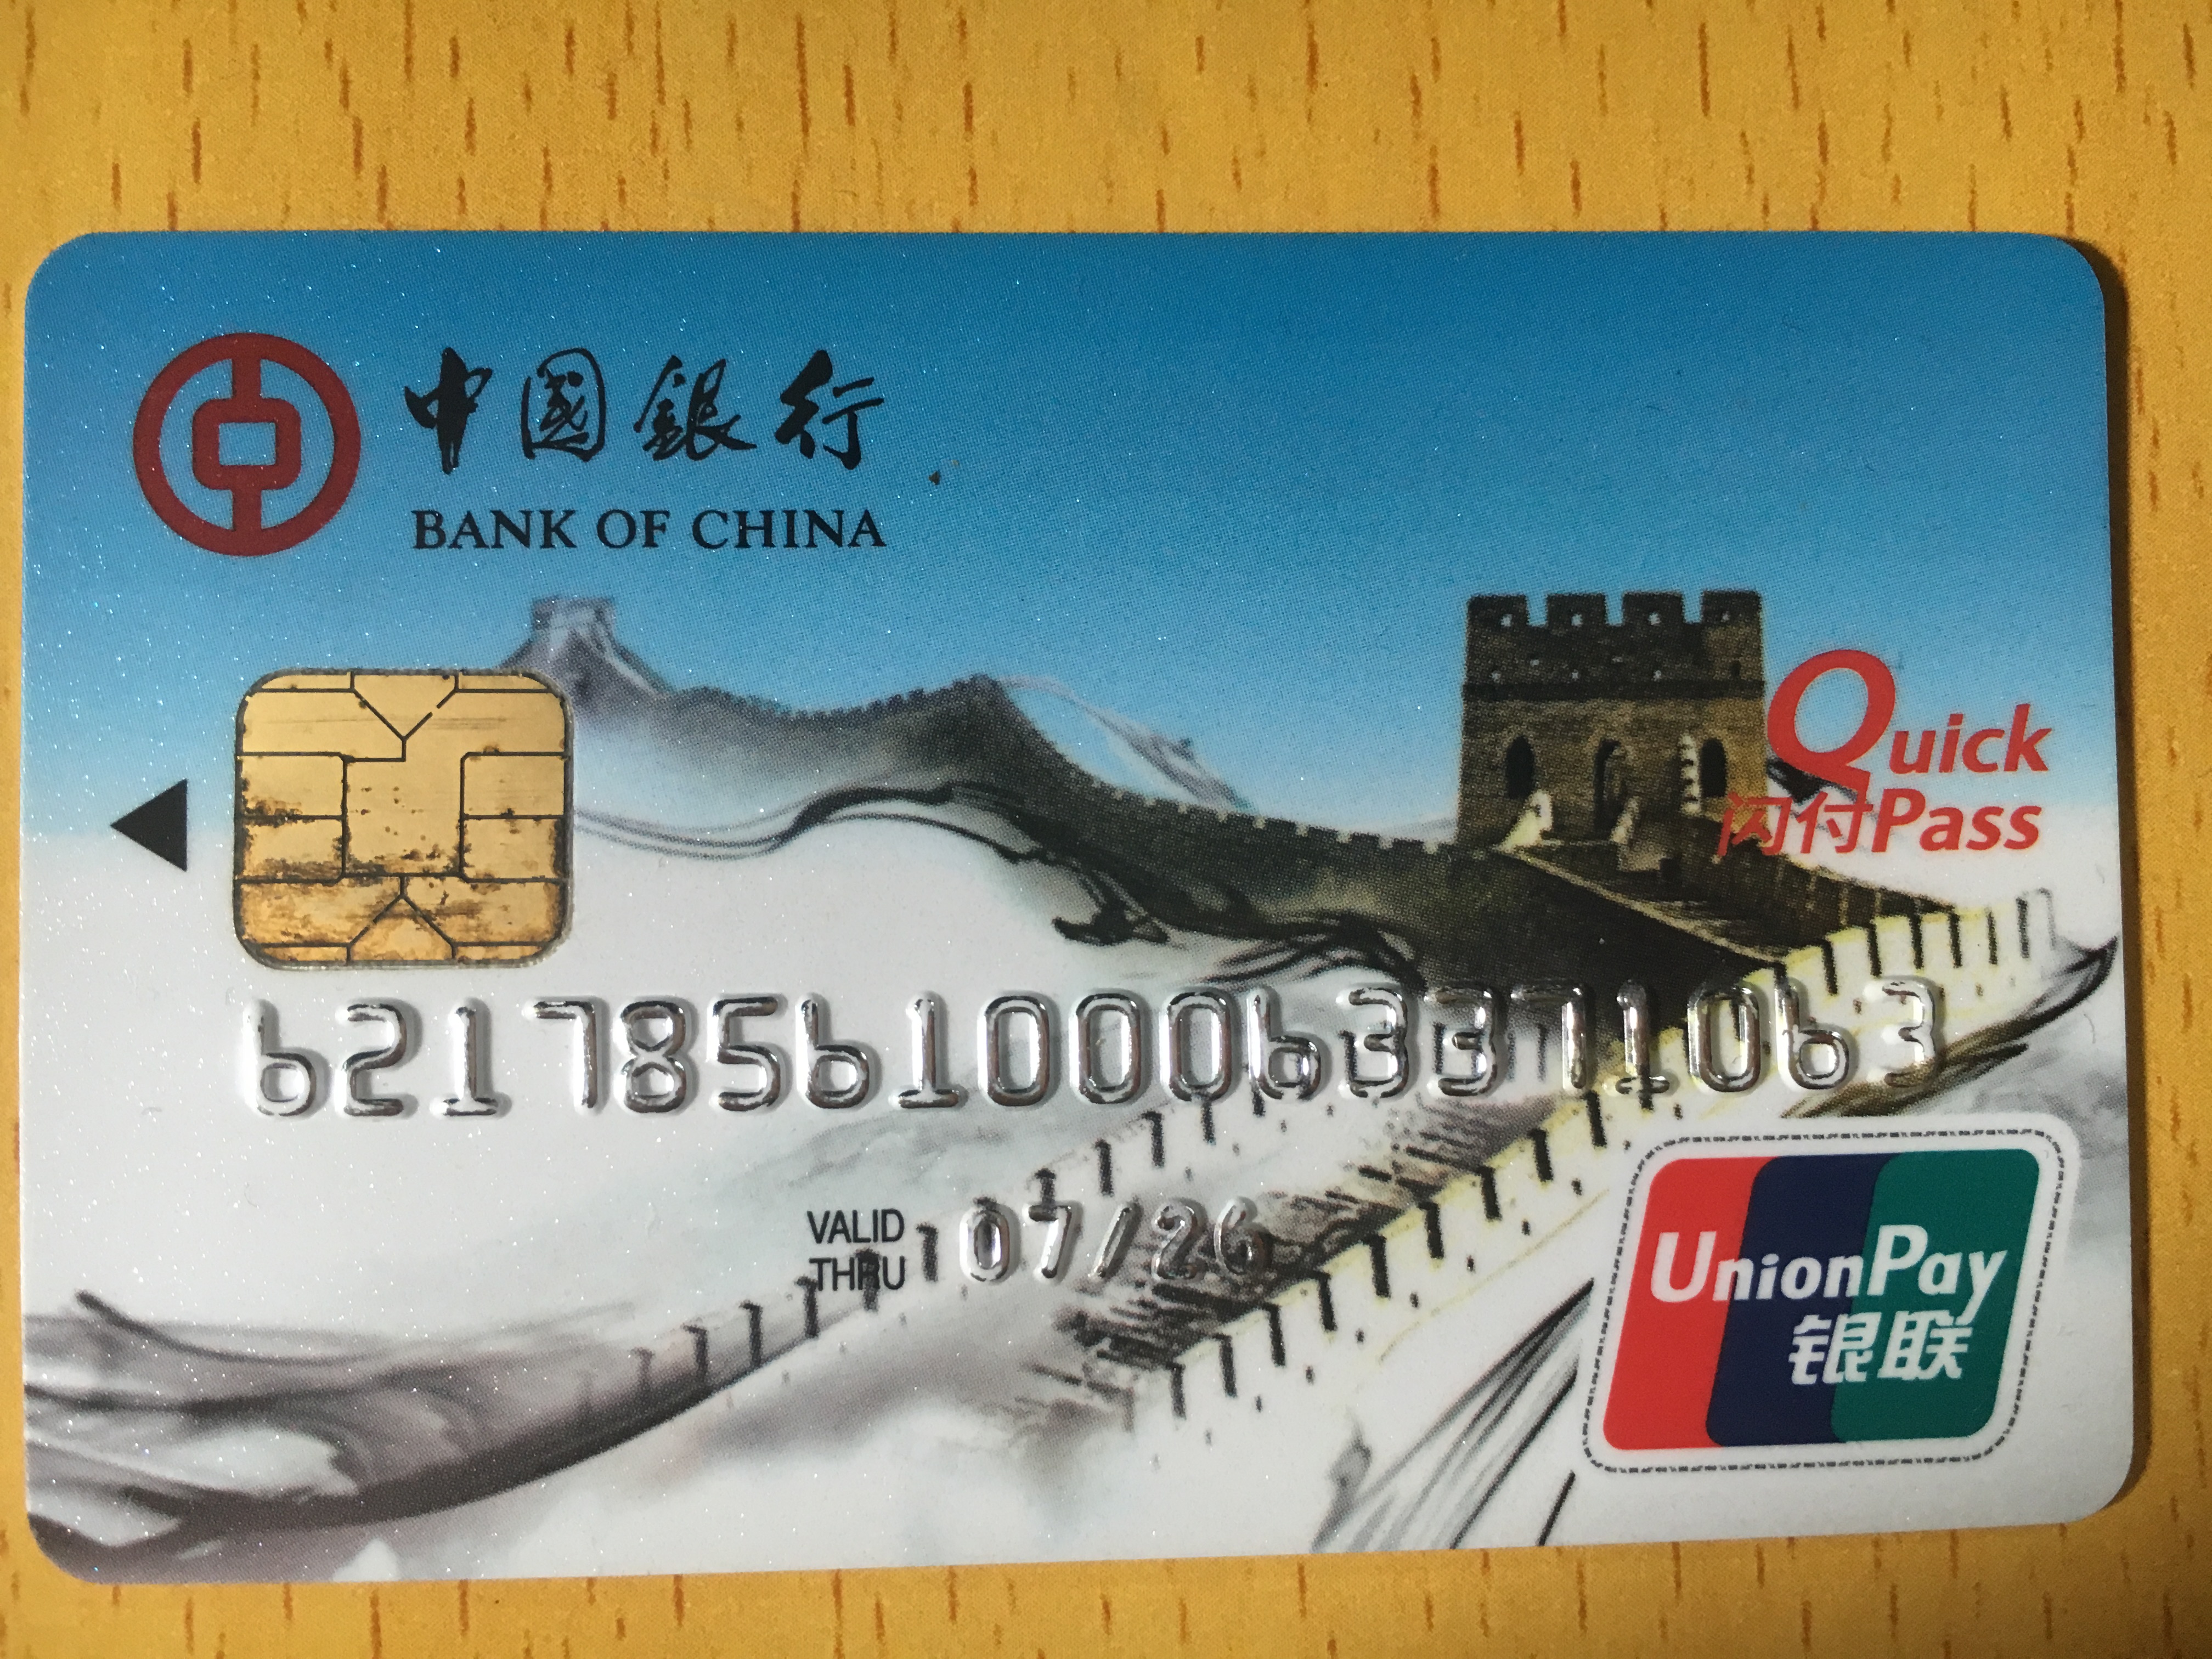 中國銀行
BANK OF CHINA
Quick
闪付Pass
6217856100063371063
VALID
THRU 07/26
UnionPay
银联